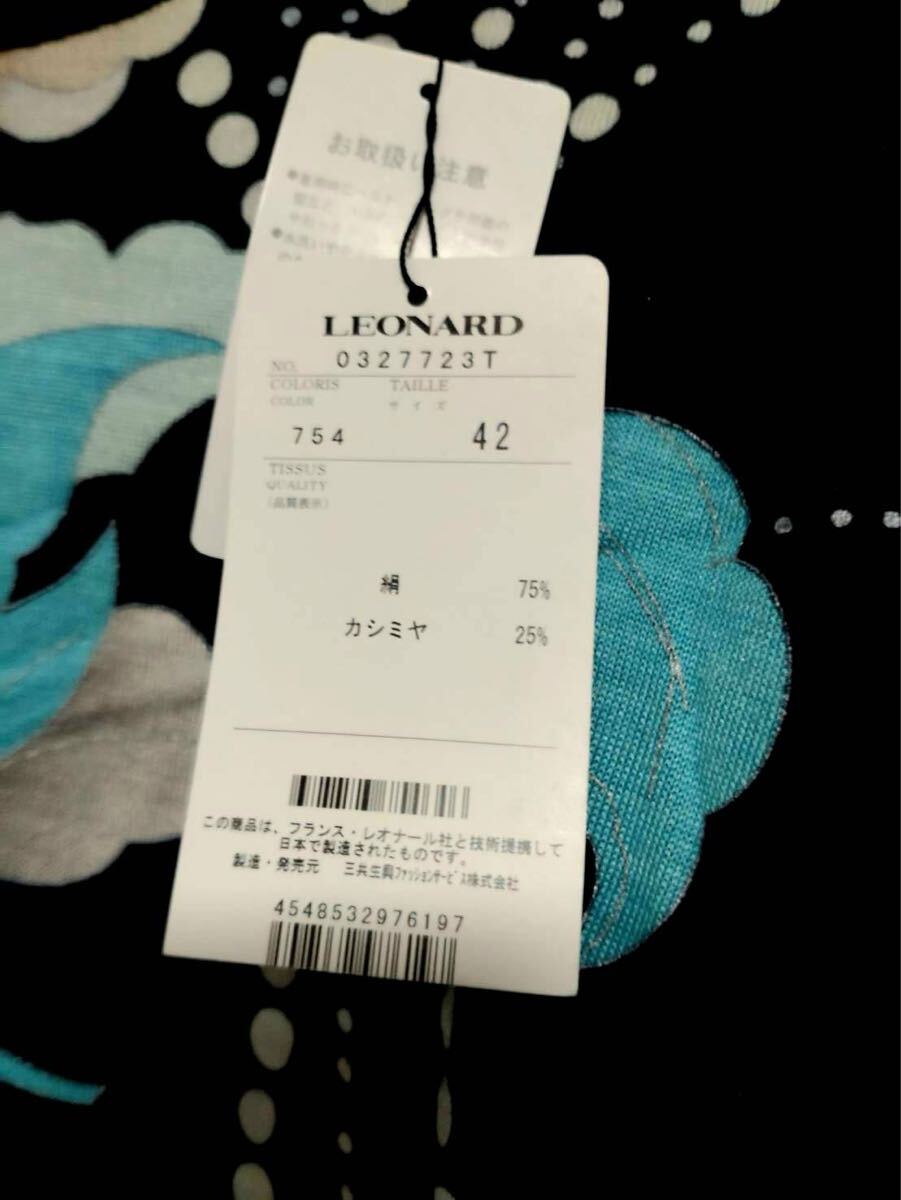 お取扱い注意
LEONARD
NO. 0327723T
COLORIS TAILLE
COLOR サイズ
754 42
TISSUS
QUALITY
(品質表示)
絹 75%
カシミヤ 25%
この商品は、フランス・レオナール社と技術提携して
日本で製造されたものです。
製造・発売元 三共生興ファッションサービス株式会社
4548532976197